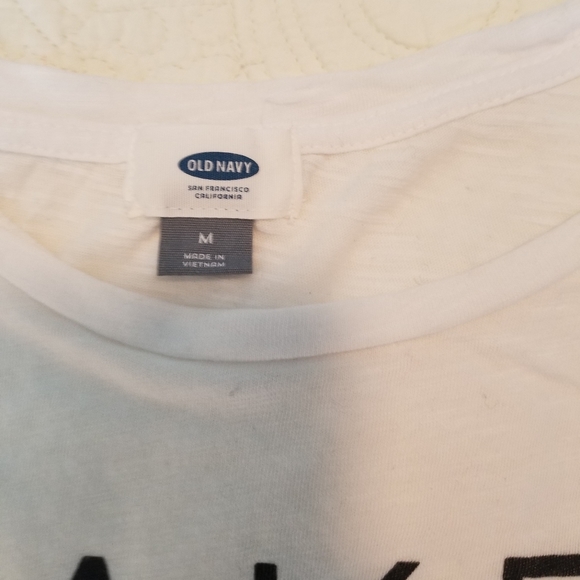 OLD NAVY
SAN FRANCISCO
CALIFORNIA
M
MADE IN
VIETNAM